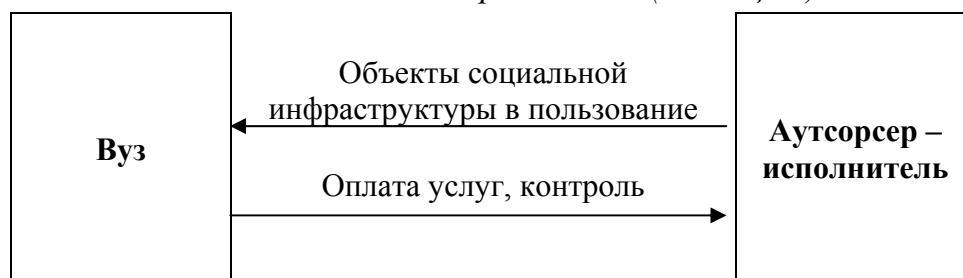 Объекты социальной
инфраструктуры в пользование
Вуз
Аутсорсер –
исполнитель
Оплата услуг, контроль